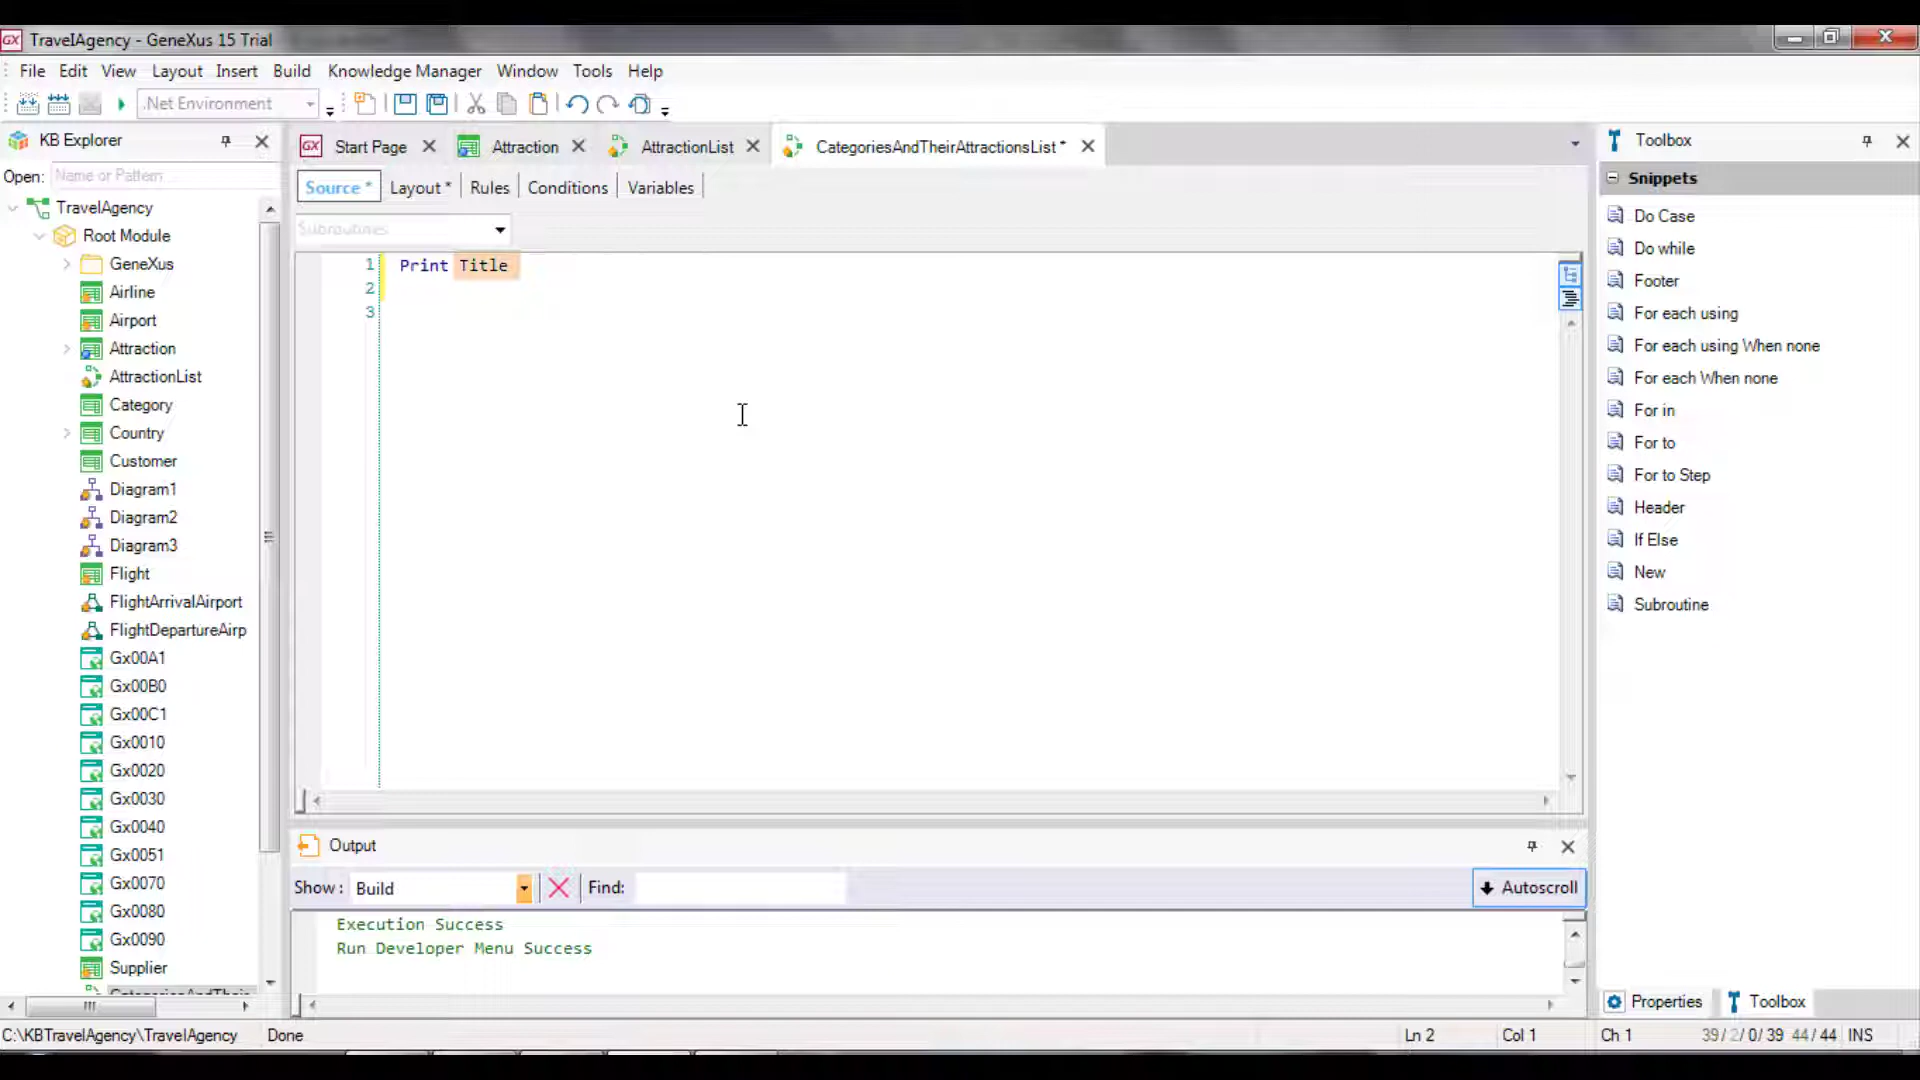 TravelAgency - GeneXus 15 Trial
File Edit View Layout Insert Build Knowledge Manager Window Tools Help
.Net Environment
KB Explorer
Open: Name or Pattern
TravelAgency
Root Module
GeneXus
Airline
Airport
Attraction
AttractionList
Category
Country
Customer
Diagram1
Diagram2
Diagram3
Flight
FlightArrivalAirport
FlightDepartureAirp
Gx00A1
Gx00B0
Gx00C1
Gx0010
Gx0020
Gx0030
Gx0040
Gx0051
Gx0070
Gx0080
Gx0090
Supplier
CategoriesAndTheir
Start Page Attraction AttractionList CategoriesAndTheirAttractionsList *
Source * Layout * Rules Conditions Variables
Subroutines
1 Print Title
2
3
Output
Show: Build Find: Autoscroll
Execution Success
Run Developer Menu Success
Toolbox
Snippets
Do Case
Do while
Footer
For each using
For each using When none
For each When none
For in
For to
For to Step
Header
If Else
New
Subroutine
Properties Toolbox
C:\KBTravelAgency\TravelAgency Done Ln 2 Col 1 Ch 1 39/2/0/39 44/44 INS